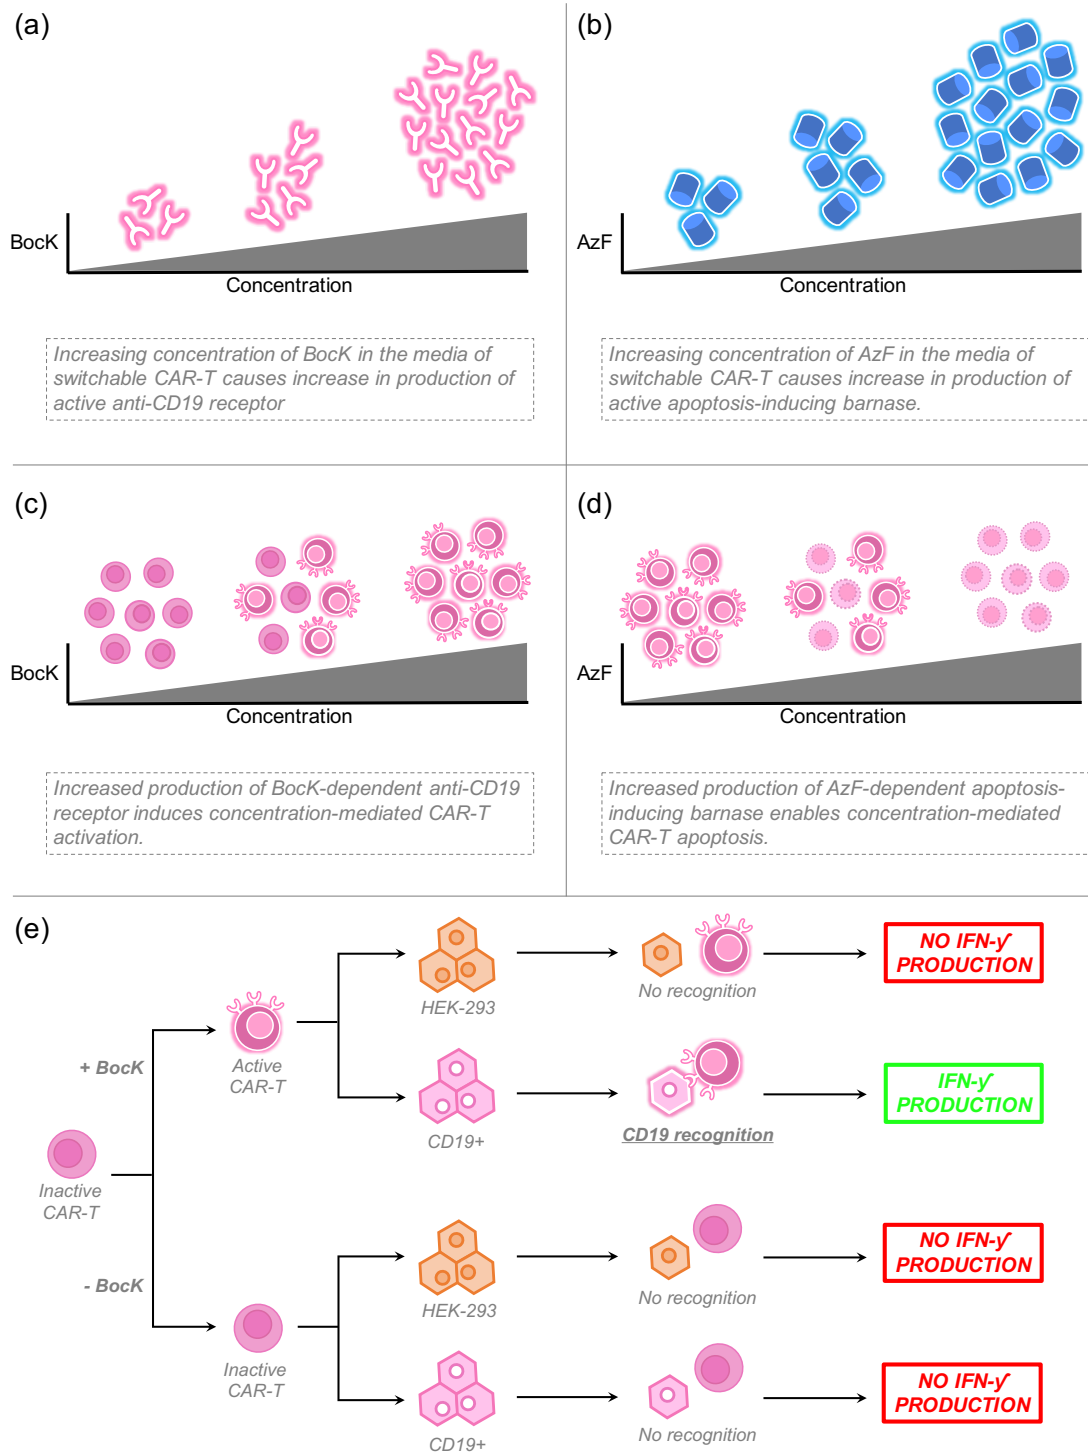 (a)
BocK
Concentration
Increasing concentration of BocK in the media of
switchable CAR-T causes increase in production of
active anti-CD19 receptor
(b)
AzF
Concentration
Increasing concentration of AzF in the media of
switchable CAR-T causes increase in production of
active apoptosis-inducing barnase.
(c)
BocK
Concentration
Increased production of BocK-dependent anti-CD19
receptor induces concentration-mediated CAR-T
activation.
(d)
AzF
Concentration
Increased production of AzF-dependent apoptosis-
inducing barnase enables concentration-mediated
CAR-T apoptosis.
(e)
Inactive
CAR-T
+ BocK
Active
CAR-T
HEK-293
No recognition
NO IFN-γ
PRODUCTION
CD19+
CD19 recognition
IFN-γ
PRODUCTION
- BocK
Inactive
CAR-T
HEK-293
No recognition
NO IFN-γ
PRODUCTION
CD19+
No recognition
NO IFN-γ
PRODUCTION